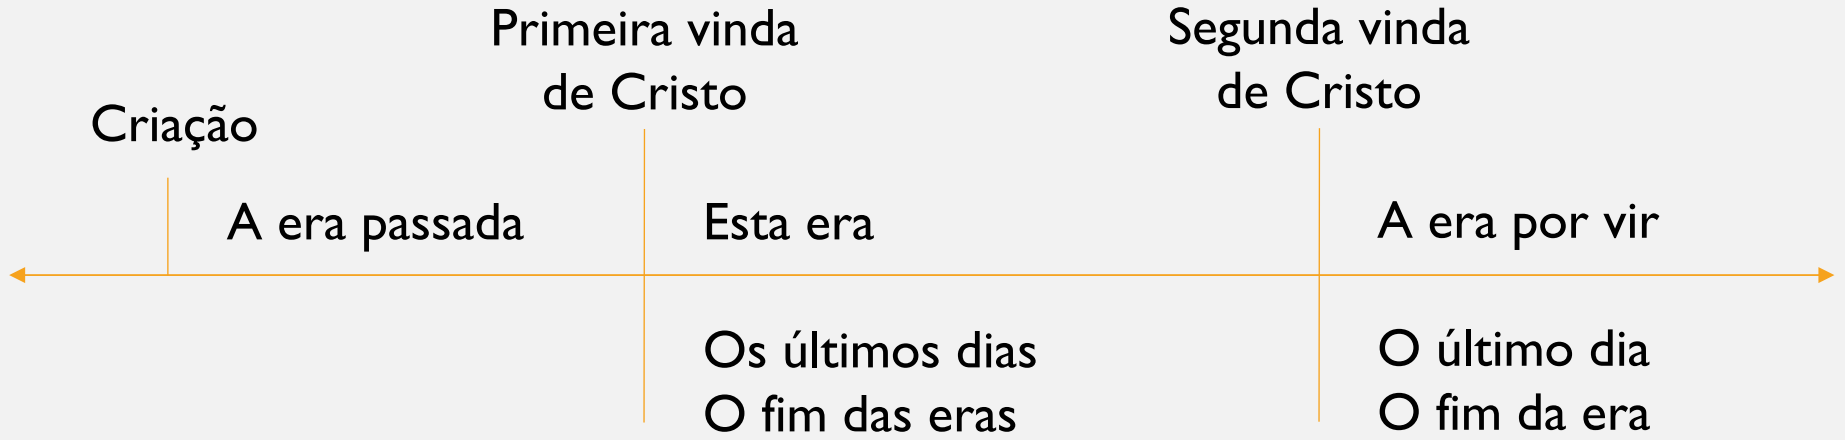 Criação
Primeira vinda
de Cristo
Segunda vinda
de Cristo
A era passada
Esta era
A era por vir
Os últimos dias
O fim das eras
O último dia
O fim da era